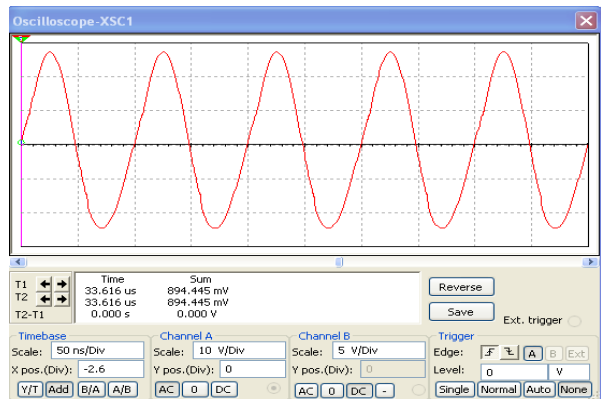 Oscilloscope-XSC1
Time Sum
T1 33.616 us 894.445 mV
T2 33.616 us 894.445 mV
T2-T1 0.000 s 0.000 V
Reverse
Save
Ext. trigger
Timebase
Scale: 50 ns/Div
X pos.(Div): -2.6
Y/T Add B/A A/B
Channel A
Scale: 10 V/Div
Y pos.(Div): 0
AC 0 DC
Channel B
Scale: 5 V/Div
Y pos.(Div): 0
AC 0 DC -
Trigger
Edge: A B Ext
Level: 0 V
Single Normal Auto None